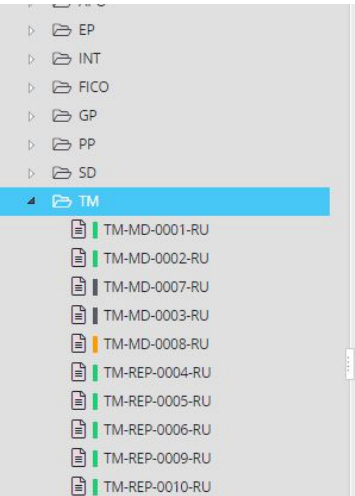 EP
INT
FICO
GP
PP
SD
TM
TM-MD-0001-RU
TM-MD-0002-RU
TM-MD-0007-RU
TM-MD-0003-RU
TM-MD-0008-RU
TM-REP-0004-RU
TM-REP-0005-RU
TM-REP-0006-RU
TM-REP-0009-RU
TM-REP-0010-RU